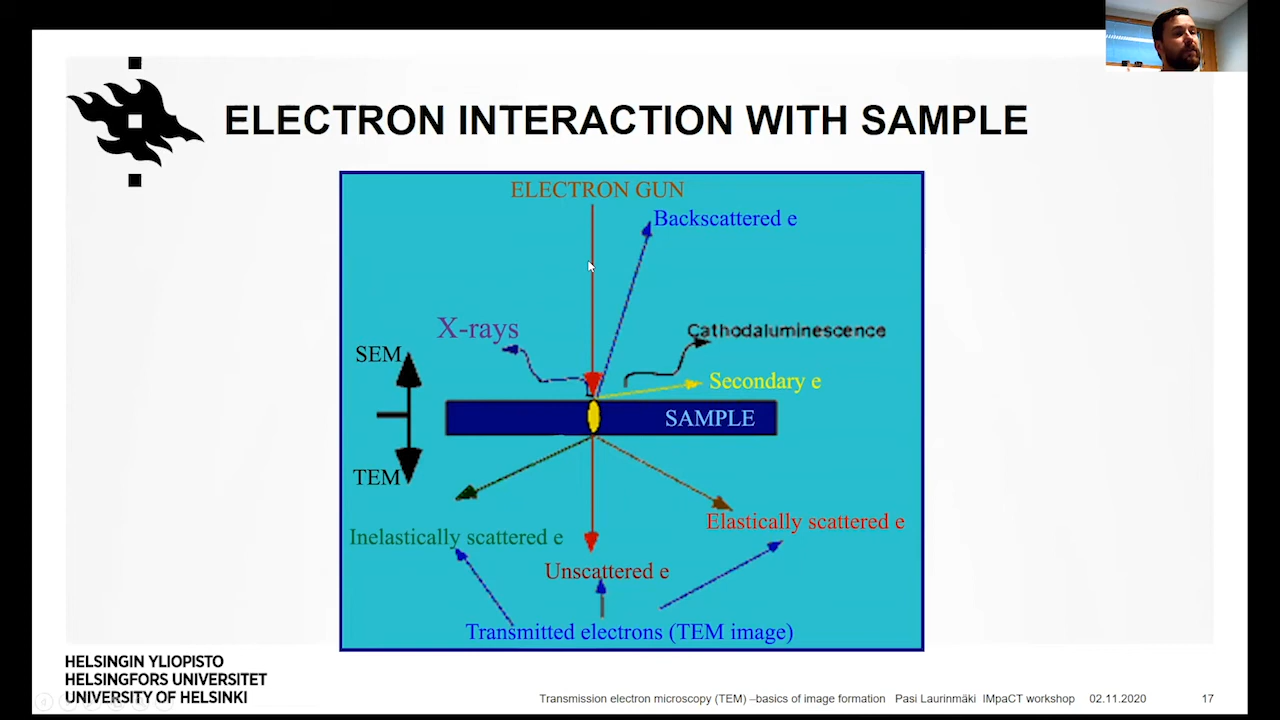 ELECTRON INTERACTION WITH SAMPLE
ELECTRON GUN
Backscattered e
X-rays
Cathodaluminescence
SEM
Secondary e
SAMPLE
TEM
Elastically scattered e
Inelastically scattered e
Unscattered e
Transmitted electrons (TEM image)
HELSINGIN YLIOPISTO
HELSINGFORS UNIVERSITET
UNIVERSITY OF HELSINKI
Transmission electron microscopy (TEM) –basics of image formation Pasi Laurinmäki IMpaCT workshop 02.11.2020 17